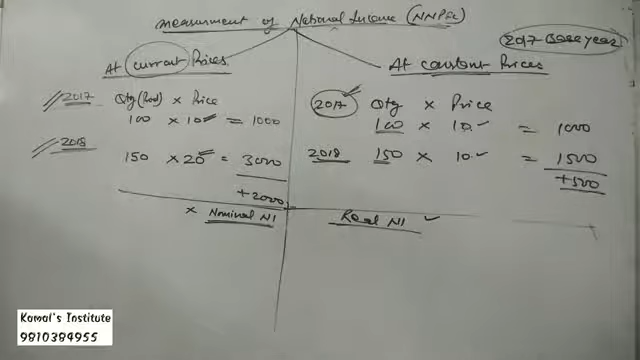 measurment of National Income (NNPFC)
2017 Base year
At current Prices
At constant Prices
2017
Qty (Prod) x Price
100 x 10 = 1000
2018
150 x 20 = 3000
+2000
x Nominal NI
2017 Qty x Price
100 x 10 = 1000
2018 150 x 10 = 1500
+500
Real NI ✓
Kamal's Institute
9810384955